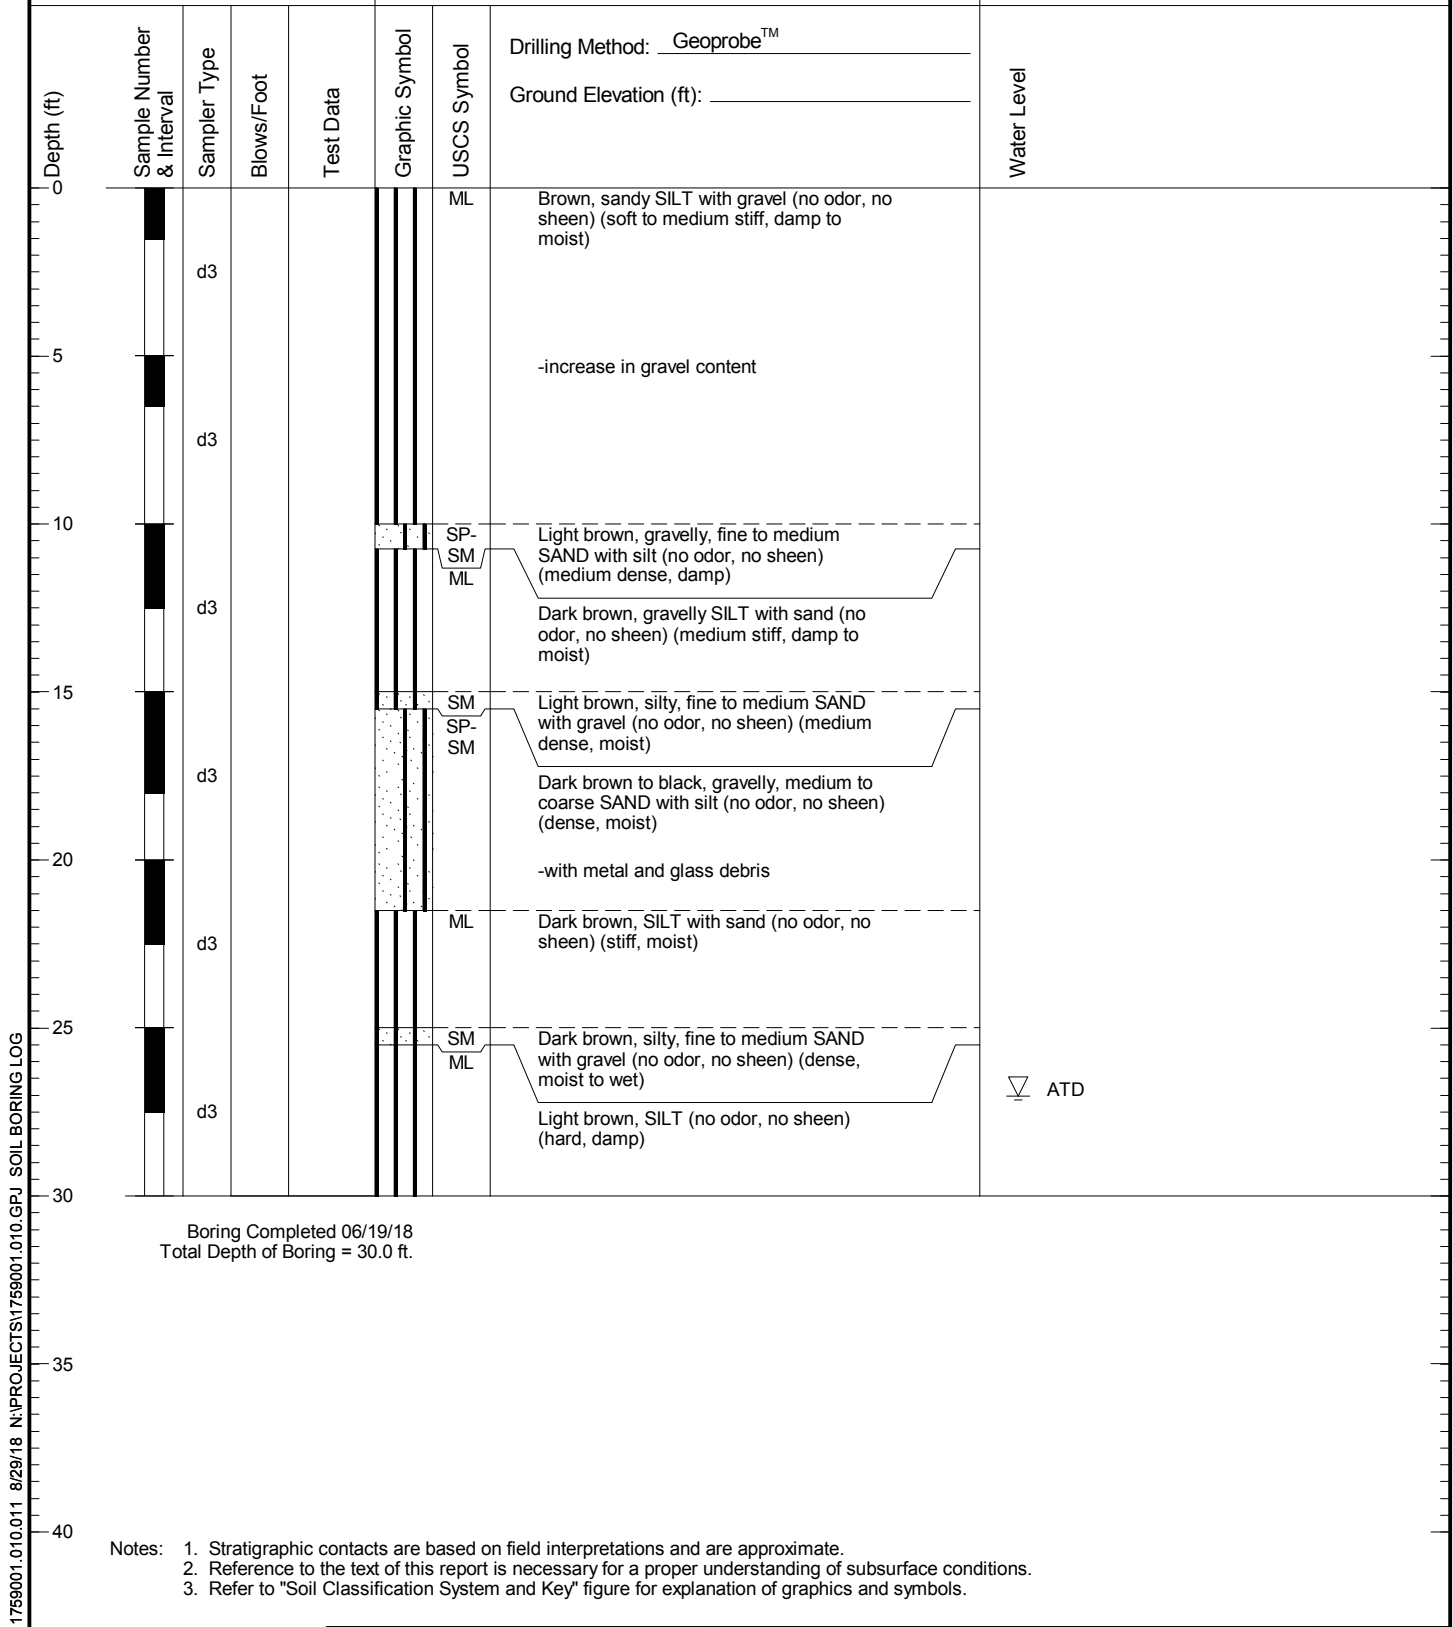 Depth (ft)
Sample Number
& Interval
Sampler Type
Blows/Foot
Test Data
Graphic Symbol
USCS Symbol
Drilling Method: Geoprobe™
Ground Elevation (ft):
Water Level
0
ML
Brown, sandy SILT with gravel (no odor, no
sheen) (soft to medium stiff, damp to
moist)
d3
5
-increase in gravel content
d3
10
SP-
SM
Light brown, gravelly, fine to medium
SAND with silt (no odor, no sheen)
(medium dense, damp)
ML
d3
Dark brown, gravelly SILT with sand (no
odor, no sheen) (medium stiff, damp to
moist)
15
SM
Light brown, silty, fine to medium SAND
with gravel (no odor, no sheen) (medium
dense, moist)
SP-
SM
d3
Dark brown to black, gravelly, medium to
coarse SAND with silt (no odor, no sheen)
(dense, moist)
20
-with metal and glass debris
ML
Dark brown, SILT with sand (no odor, no
sheen) (stiff, moist)
d3
25
SM
Dark brown, silty, fine to medium SAND
with gravel (no odor, no sheen) (dense,
moist to wet)
ML
ATD
d3
Light brown, SILT (no odor, no sheen)
(hard, damp)
30
Boring Completed 06/19/18
Total Depth of Boring = 30.0 ft.
35
40
Notes: 1. Stratigraphic contacts are based on field interpretations and are approximate.
2. Reference to the text of this report is necessary for a proper understanding of subsurface conditions.
3. Refer to "Soil Classification System and Key" figure for explanation of graphics and symbols.
1759001.010.011 8/29/18 N:\PROJECTS\1759001.010.GPJ SOIL BORING LOG